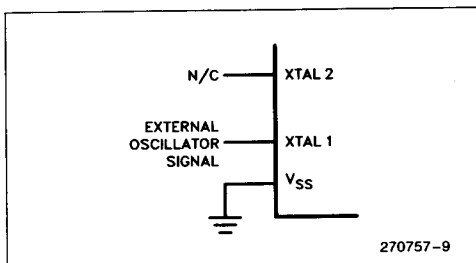 N/C
XTAL 2
EXTERNAL
OSCILLATOR
SIGNAL
XTAL 1
VSS
270757-9